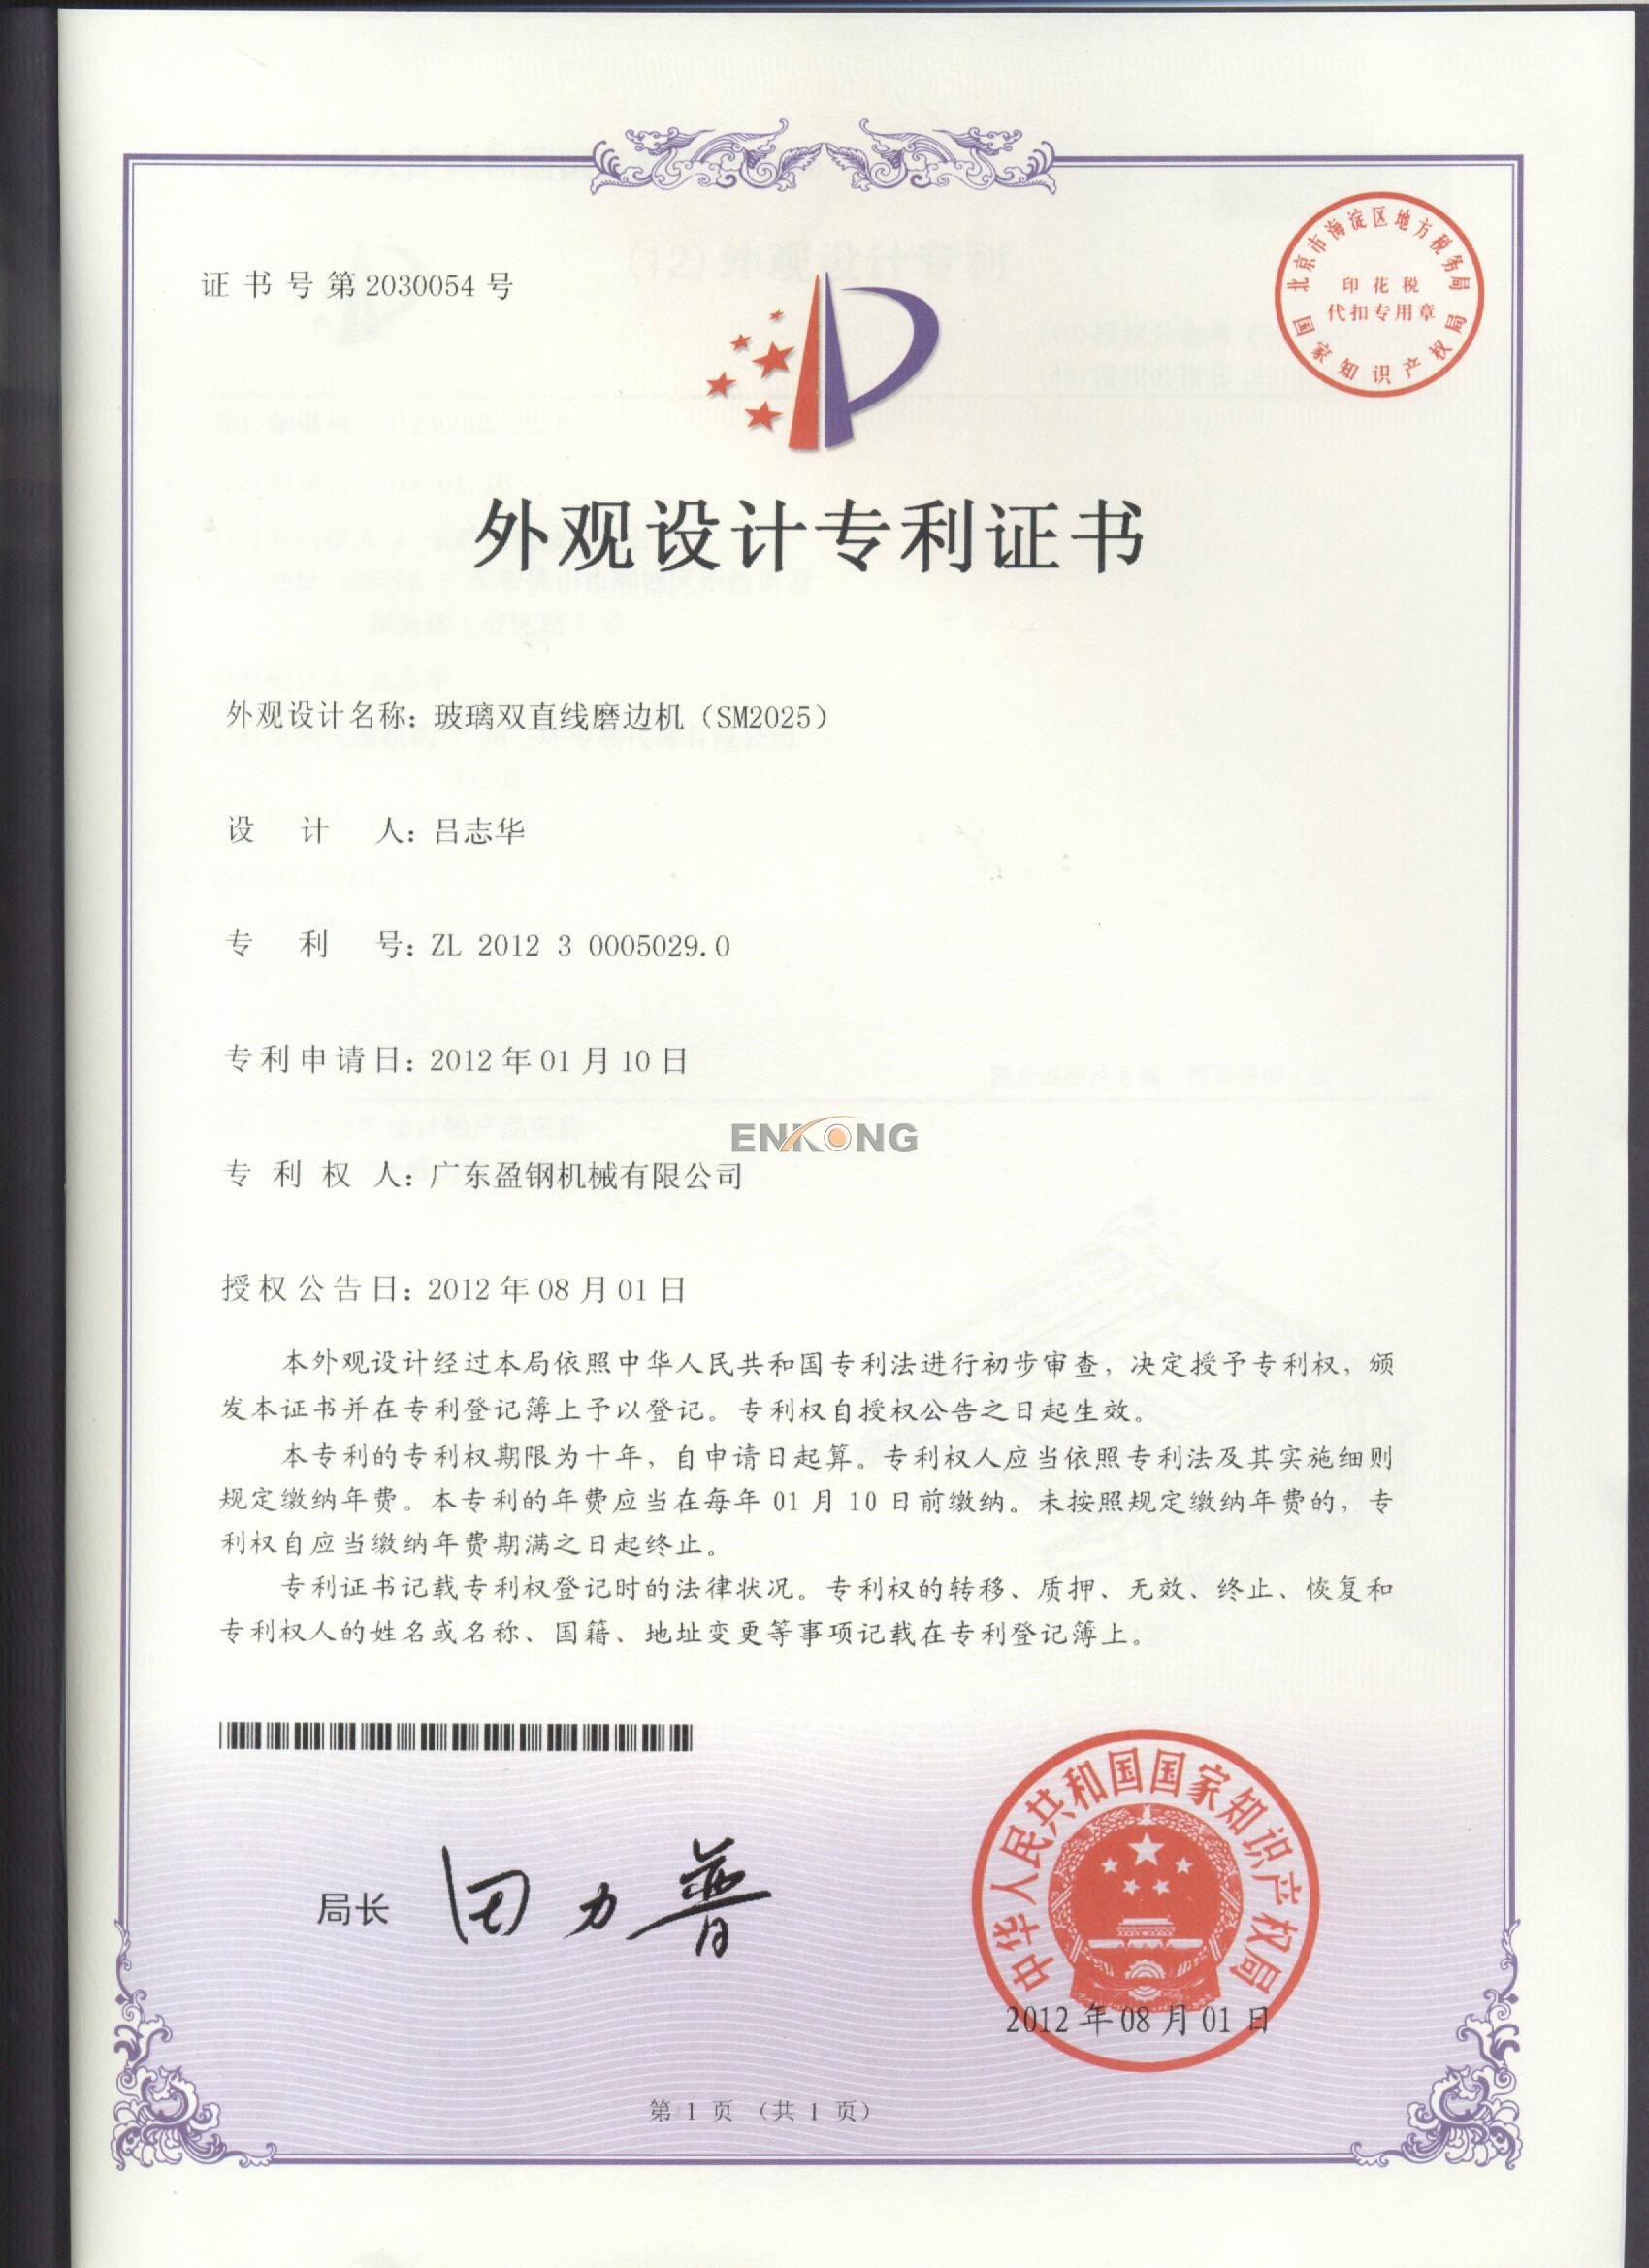 证书号第2030054号
北京市海淀区地方税务局
印花税
代扣专用章
国家知识产权局
外观设计专利证书
外观设计名称：玻璃双直线磨边机（SM2025）
设计人：吕志华
专利号：ZL 2012 3 0005029.0
专利申请日：2012年01月10日
ENKONG
专利权人：广东盈钢机械有限公司
授权公告日：2012年08月01日
本外观设计经过本局依照中华人民共和国专利法进行初步审查，决定授予专利权，颁
发本证书并在专利登记簿上予以登记。专利权自授权公告之日起生效。
本专利的专利权期限为十年，自申请日起算。专利权人应当依照专利法及其实施细则
规定缴纳年费。本专利的年费应当在每年01月10日前缴纳。未按照规定缴纳年费的，专
利权自应当缴纳年费期满之日起终止。
专利证书记载专利权登记时的法律状况。专利权的转移、质押、无效、终止、恢复和
专利权人的姓名或名称、国籍、地址变更等事项记载在专利登记簿上。
局长 田力普
中华人民共和国国家知识产权局
2012年08月01日
第1页（共1页）